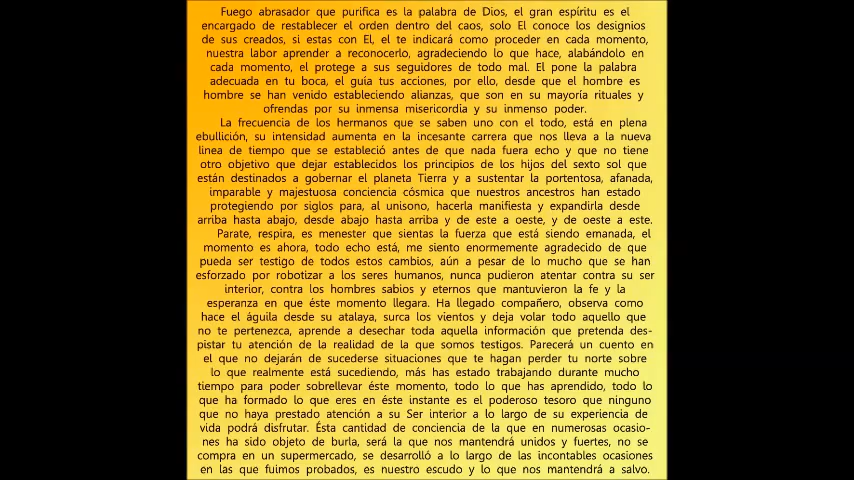 Fuego abrasador que purifica es la palabra de Dios, el gran espíritu es el
encargado de restablecer el orden dentro del caos, solo El conoce los designios
de sus creados, si estas con El, el te indicará como proceder en cada momento,
nuestra labor aprender a reconocerlo, agradeciendo lo que hace, alabándolo en
cada momento, el protege a sus seguidores de todo mal. El pone la palabra
adecuada en tu boca, el guía tus acciones, por ello, desde que el hombre es
hombre se han venido estableciendo alianzas, que son en su mayoría rituales y
ofrendas por su inmensa misericordia y su inmenso poder.
La frecuencia de los hermanos que se saben uno con el todo, está en plena
ebullición, su intensidad aumenta en la incesante carrera que nos lleva a la nueva
linea de tiempo que se estableció antes de que nada fuera echo y que no tiene
otro objetivo que dejar establecidos los principios de los hijos del sexto sol que
están destinados a gobernar el planeta Tierra y a sustentar la portentosa, afanada,
imparable y majestuosa conciencia cósmica que nuestros ancestros han estado
protegiendo por siglos para, al unisono, hacerla manifiesta y expandirla desde
arriba hasta abajo, desde abajo hasta arriba y de este a oeste, y de oeste a este.
Parate, respira, es menester que sientas la fuerza que está siendo emanada, el
momento es ahora, todo echo está, me siento enormemente agradecido de que
pueda ser testigo de todos estos cambios, aún a pesar de lo mucho que se han
esforzado por robotizar a los seres humanos, nunca pudieron atentar contra su ser
interior, contra los hombres sabios y eternos que mantuvieron la fe y la
esperanza en que éste momento llegara. Ha llegado compañero, observa como
hace el águila desde su atalaya, surca los vientos y deja volar todo aquello que
no te pertenezca, aprende a desechar toda aquella información que pretenda des-
pistar tu atención de la realidad de la que somos testigos. Parecerá un cuento en
el que no dejarán de sucederse situaciones que te hagan perder tu norte sobre
lo que realmente está sucediendo, más has estado trabajando durante mucho
tiempo para poder sobrellevar éste momento, todo lo que has aprendido, todo lo
que ha formado lo que eres en éste instante es el poderoso tesoro que ninguno
que no haya prestado atención a su Ser interior a lo largo de su experiencia de
vida podrá disfrutar. Ésta cantidad de conciencia de la que en numerosas ocasio-
nes ha sido objeto de burla, será la que nos mantendrá unidos y fuertes, no se
compra en un supermercado, se desarrolló a lo largo de las incontables ocasiones
en las que fuimos probados, es nuestro escudo y lo que nos mantendrá a salvo.